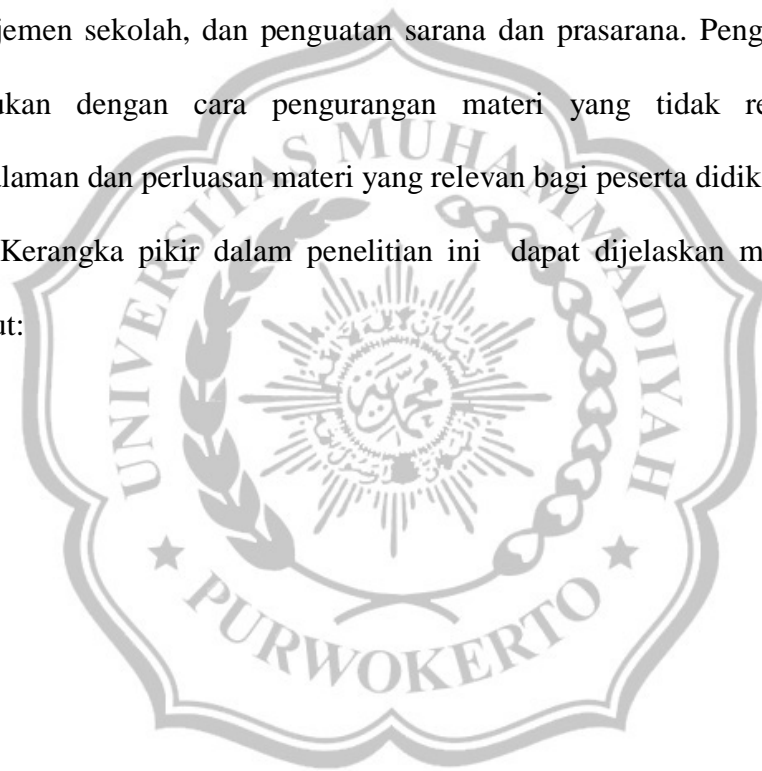 jemen sekolah, dan penguatan sarana dan prasarana. Peng
ukan dengan cara pengurangan materi yang tidak re
alaman dan perluasan materi yang relevan bagi peserta didik
Kerangka pikir dalam penelitian ini dapat dijelaskan m
ut:
UNIVERSITAS MUHAMMADIYAH
PURWOKERTO